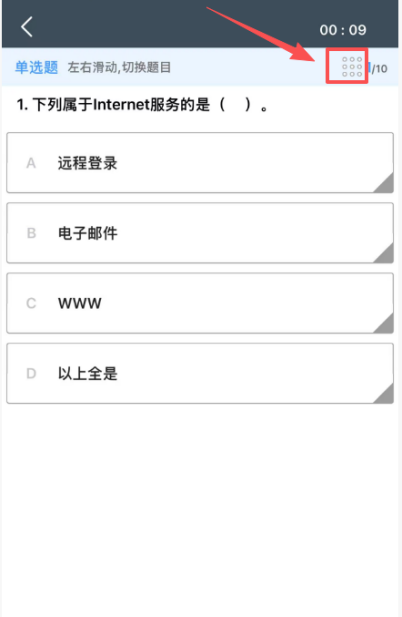 00 : 09
单选题 左右滑动,切换题目 1/10
1. 下列属于Internet服务的是（ ）。
A 远程登录
B 电子邮件
C WWW
D 以上全是